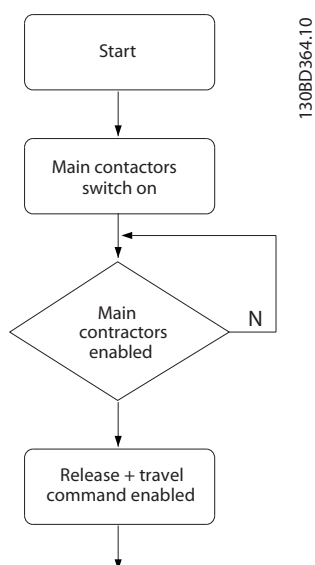 Start
130BD364.10
Main contactors
switch on
Main
contractors
enabled
N
Release + travel
command enabled